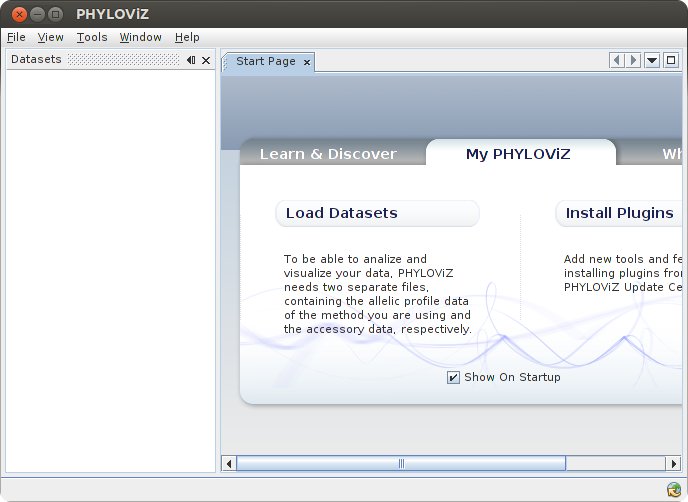 PHYLOViZ
File View Tools Window Help
Datasets
Start Page
Learn & Discover
My PHYLOViZ
Wh
Load Datasets
Install Plugins
To be able to analize and
visualize your data, PHYLOViZ
needs two separate files,
containing the allelic profile data
of the method you are using and
the accessory data, respectively.
Add new tools and fe
installing plugins fro
PHYLOViZ Update Ce
Show On Startup